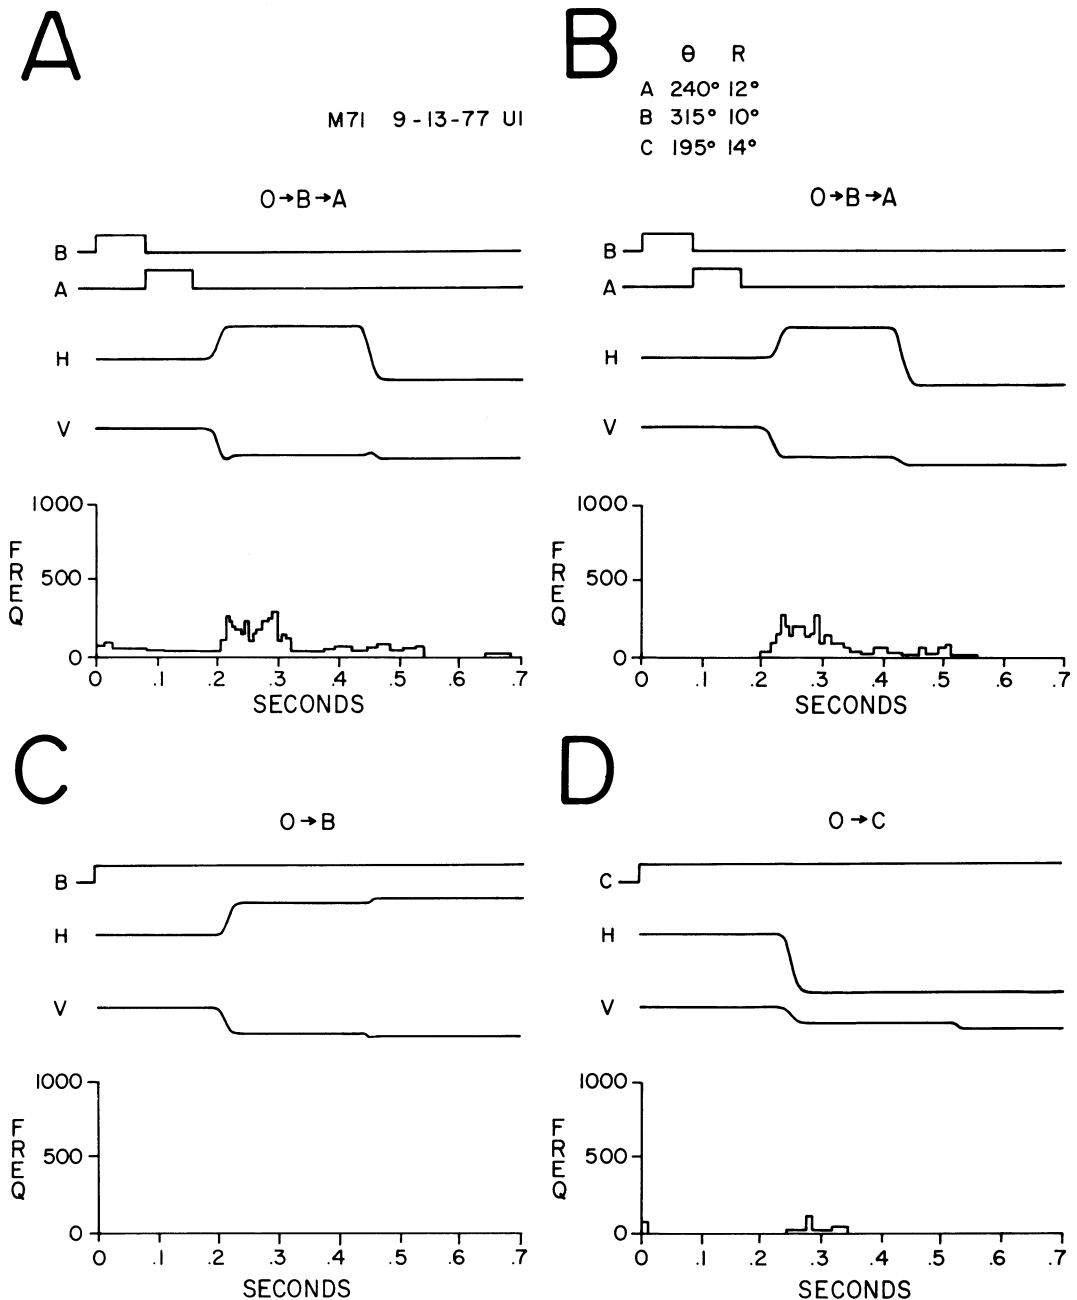 A
M71 9-13-77 U1
O→B→A
B
A
H
V
1000
500
0
FREQ
0 .1 .2 .3 .4 .5 .6 .7
SECONDS
B
θ R
A 240° 12°
B 315° 10°
C 195° 14°
O→B→A
B
A
H
V
1000
500
0
FREQ
0 .1 .2 .3 .4 .5 .6 .7
SECONDS
C
O→B
B
H
V
1000
500
0
FREQ
0 .1 .2 .3 .4 .5 .6 .7
SECONDS
D
O→C
C
H
V
1000
500
0
FREQ
0 .1 .2 .3 .4 .5 .6 .7
SECONDS